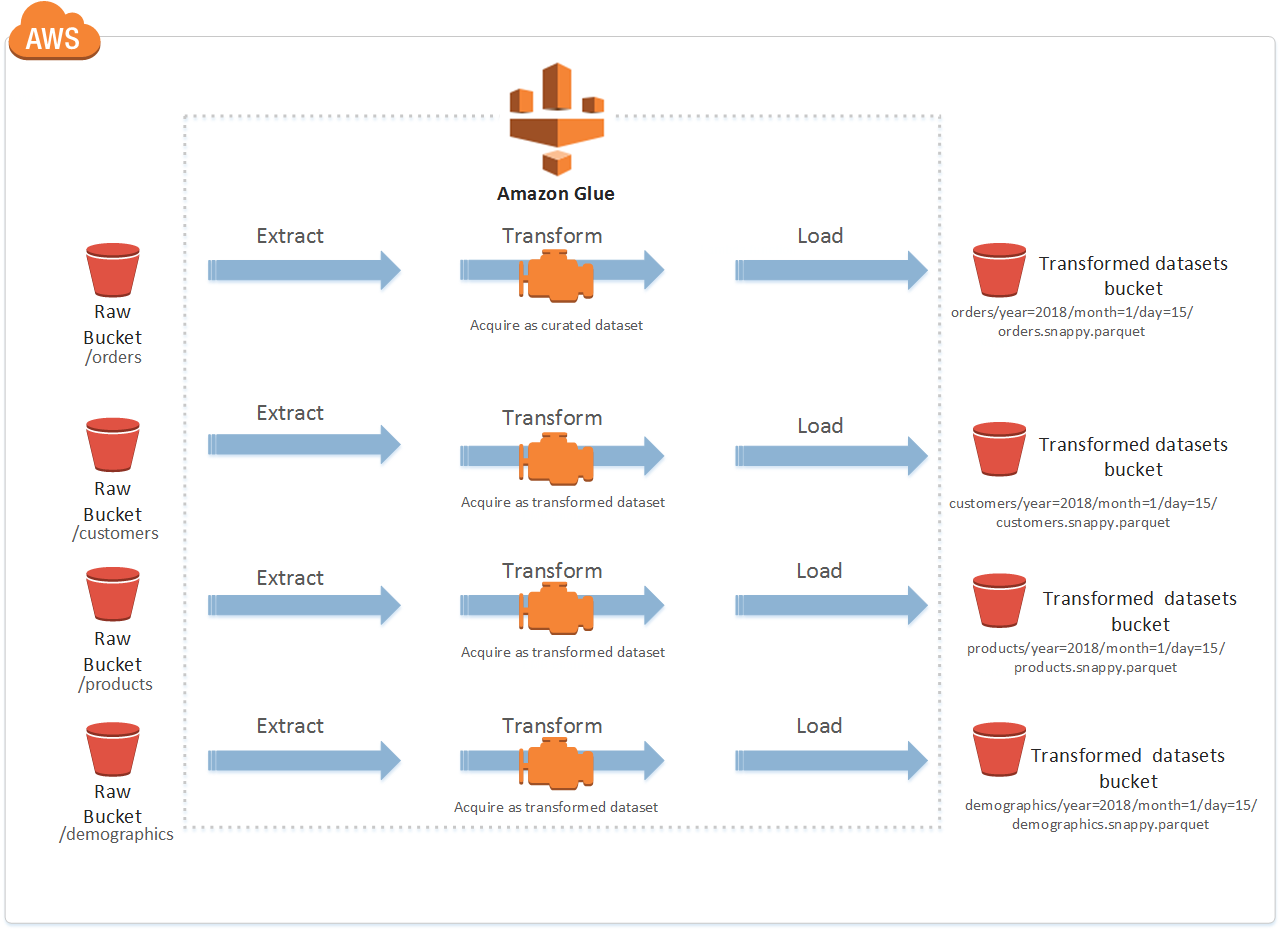 AWS
Amazon Glue
Extract
Transform
Load
Raw
Bucket
/orders
Acquire as curated dataset
Transformed datasets
bucket
orders/year=2018/month=1/day=15/
orders.snappy.parquet
Extract
Transform
Load
Raw
Bucket
/customers
Acquire as transformed dataset
Transformed datasets
bucket
customers/year=2018/month=1/day=15/
customers.snappy.parquet
Extract
Transform
Load
Raw
Bucket
/products
Acquire as transformed dataset
Transformed datasets
bucket
products/year=2018/month=1/day=15/
products.snappy.parquet
Extract
Transform
Load
Raw
Bucket
/demographics
Acquire as transformed dataset
Transformed datasets
bucket
demographics/year=2018/month=1/day=15/
demographics.snappy.parquet